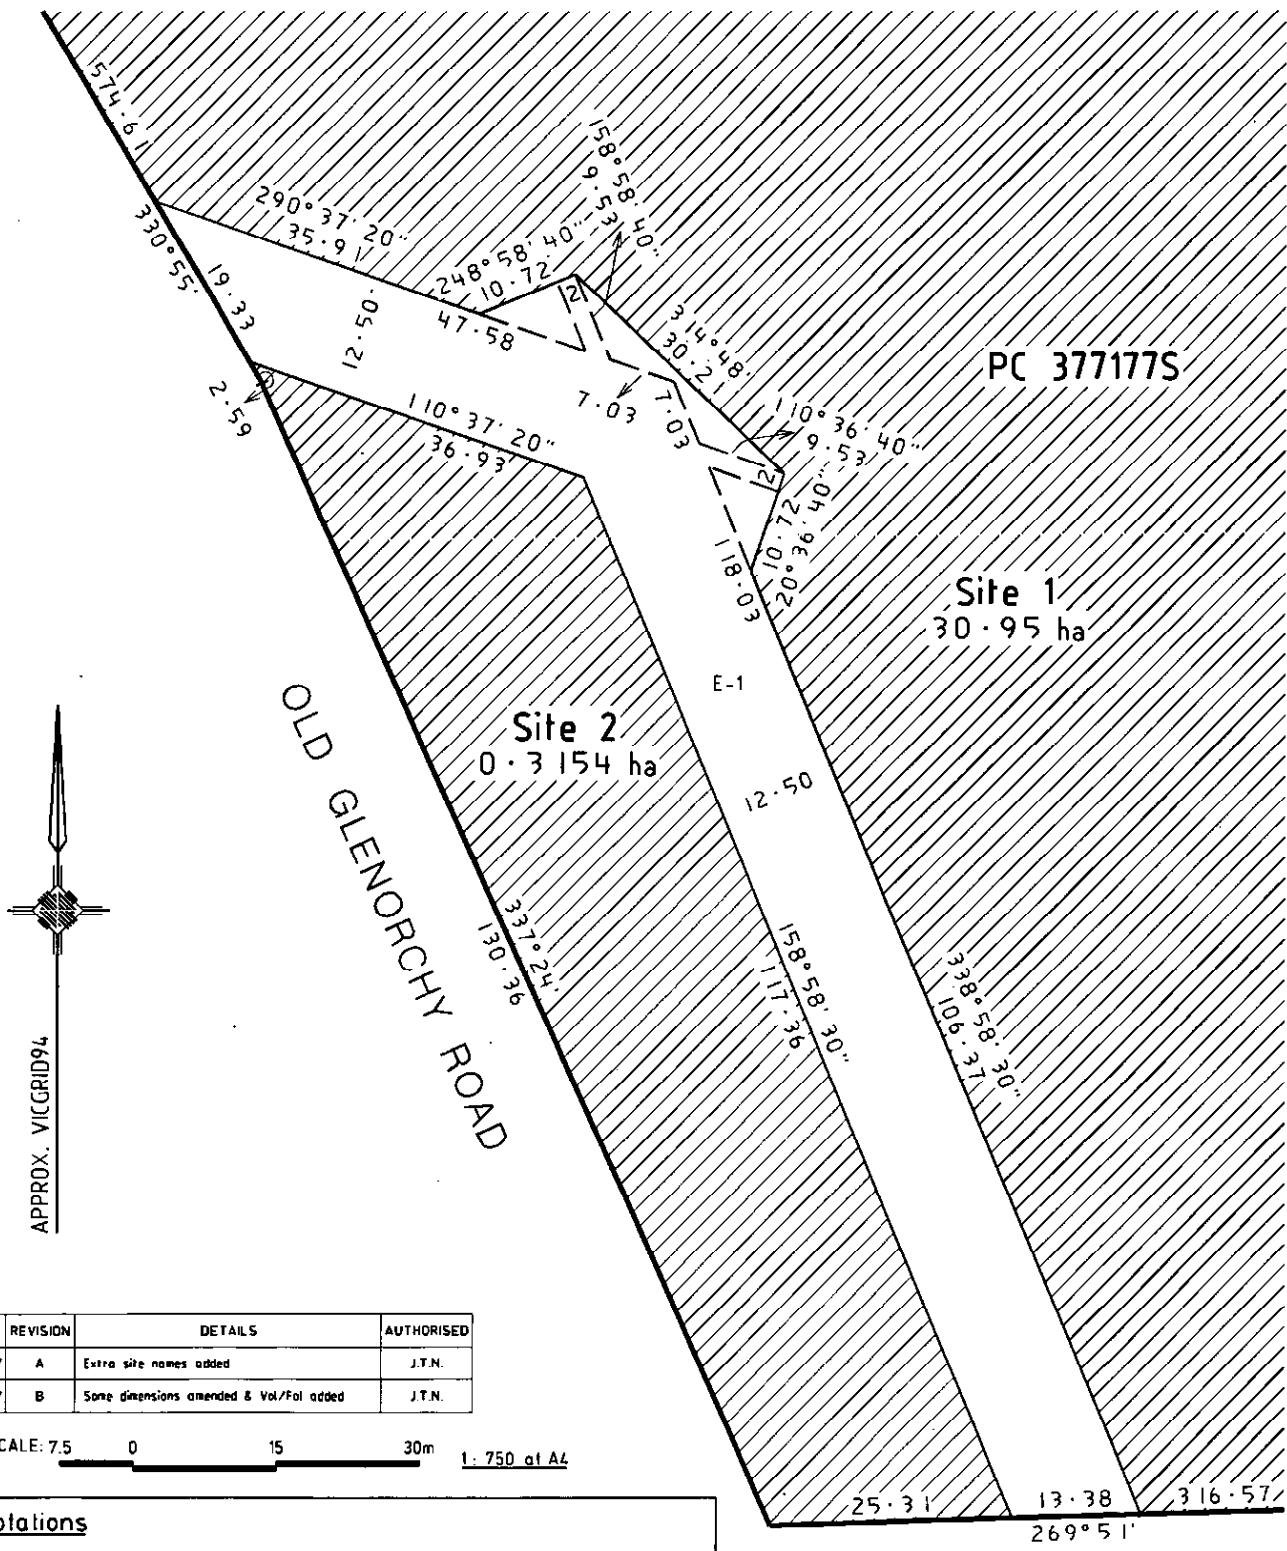 574·61
158°58'40"
9·53
290°37'20"
35·91
330°55'
19·33
248°58'40"
10·72
47·58
12·50
2
314°48'
30·21
PC 377177S
2·59
7·03
7·03
110°37'20"
36·93
110°36'40"
9·53
2
10·72
20°36'40"
118·03
Site 1
30·95 ha
E-1
Site 2
0·3154 ha
12·50
OLD GLENORCHY ROAD
337°24'
130·36
158°58'30"
117·36
338°58'30"
106·37
APPROX. VICGRID94
REVISION DETAILS AUTHORISED
A Extra site names added J.T.N.
B Some dimensions amended & Vol/Fol added J.T.N.
CALE: 7.5 0 15 30m 1: 750 at A4
25·31 13·38 316·57
269°51'
otations